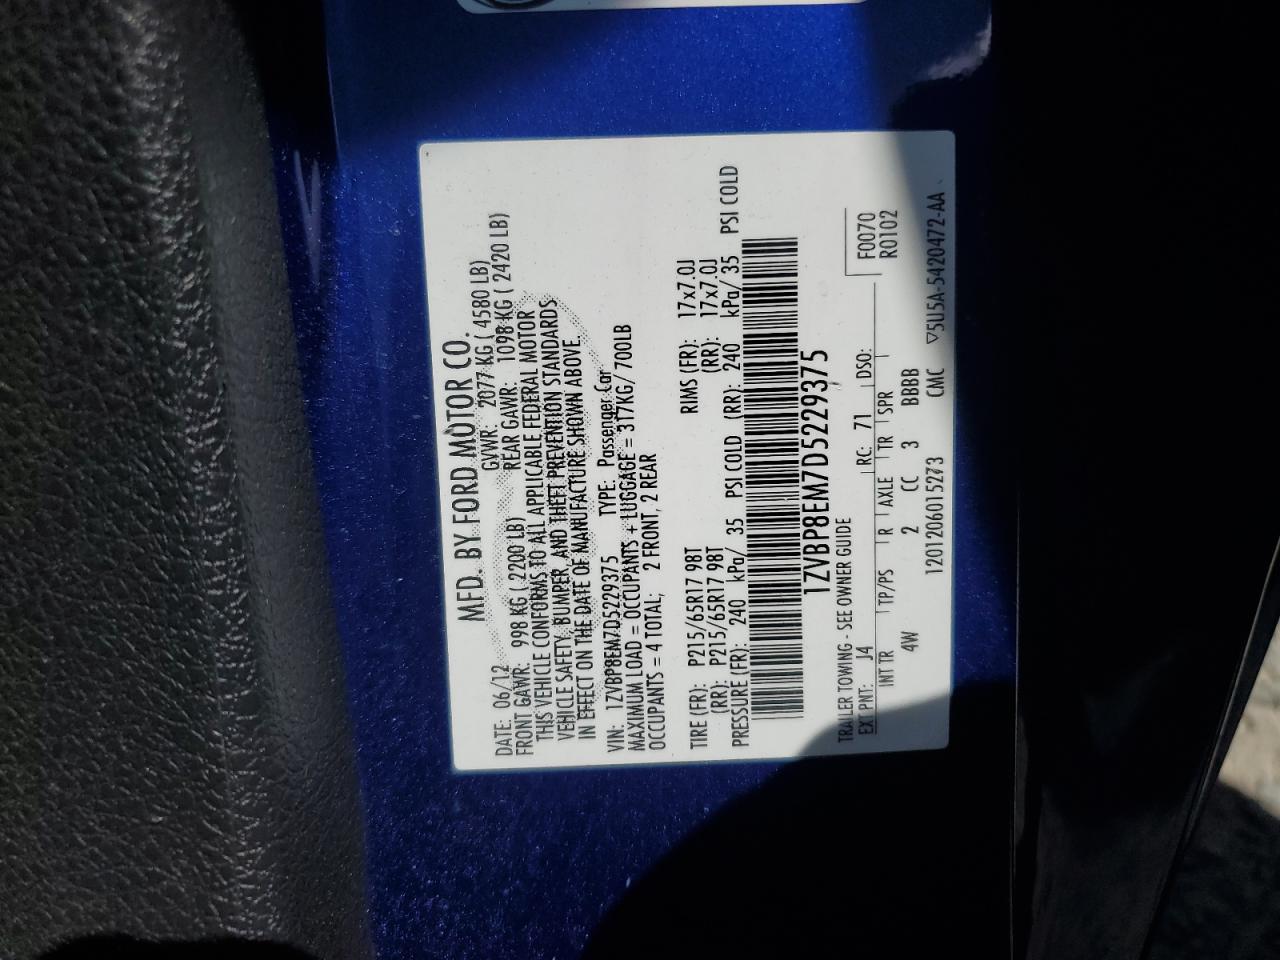 MFD. BY FORD MOTOR CO.
DATE: 06/12 GVWR: 2077 KG ( 4580 LB)
FRONT GAWR: 998 KG ( 2200 LB) REAR GAWR: 1098 KG ( 2420 LB)
THIS VEHICLE CONFORMS TO ALL APPLICABLE FEDERAL MOTOR
VEHICLE SAFETY, BUMPER, AND THEFT PREVENTION STANDARDS
IN EFFECT ON THE DATE OF MANUFACTURE SHOWN ABOVE.
VIN: 1ZVBP8EM7D5229375 TYPE: Passenger Car
MAXIMUM LOAD = OCCUPANTS + LUGGAGE = 317KG/ 700LB
OCCUPANTS = 4 TOTAL; 2 FRONT, 2 REAR
TIRE (FR): P215/65R17 98T RIMS (FR): 17x7.0J
(RR): P215/65R17 98T (RR): 17x7.0J
PRESSURE (FR): 240 kPa/ 35 PSI COLD (RR): 240 kPa/ 35 PSI COLD
1ZVBP8EM7D5229375
TRAILER TOWING - SEE OWNER GUIDE
EXT PNT: J4 RC: 71 DSO: F0070
INT TR TP/PS R AXLE TR SPR R0102
4W 2 CC 3 BBBB
1201206015273 CMC ▽5U5A-5420472-AA